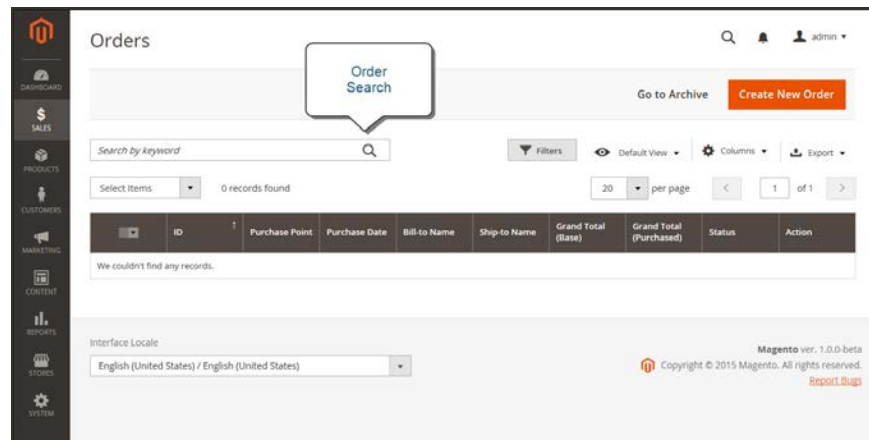 Orders
admin
Order
Search
Go to Archive
Create New Order
DASHBOARD
SALES
PRODUCTS
CUSTOMERS
MARKETING
CONTENT
REPORTS
STORES
SYSTEM
Search by keyword
Filters
Default View
Columns
Export
Select Items
0 records found
20
per page
1
of 1
ID
Purchase Point
Purchase Date
Bill-to Name
Ship-to Name
Grand Total
(Base)
Grand Total
(Purchased)
Status
Action
We couldn't find any records.
Interface Locale
English (United States) / English (United States)
Magento ver. 1.0.0-beta
Copyright © 2015 Magento. All rights reserved.
Report Bugs